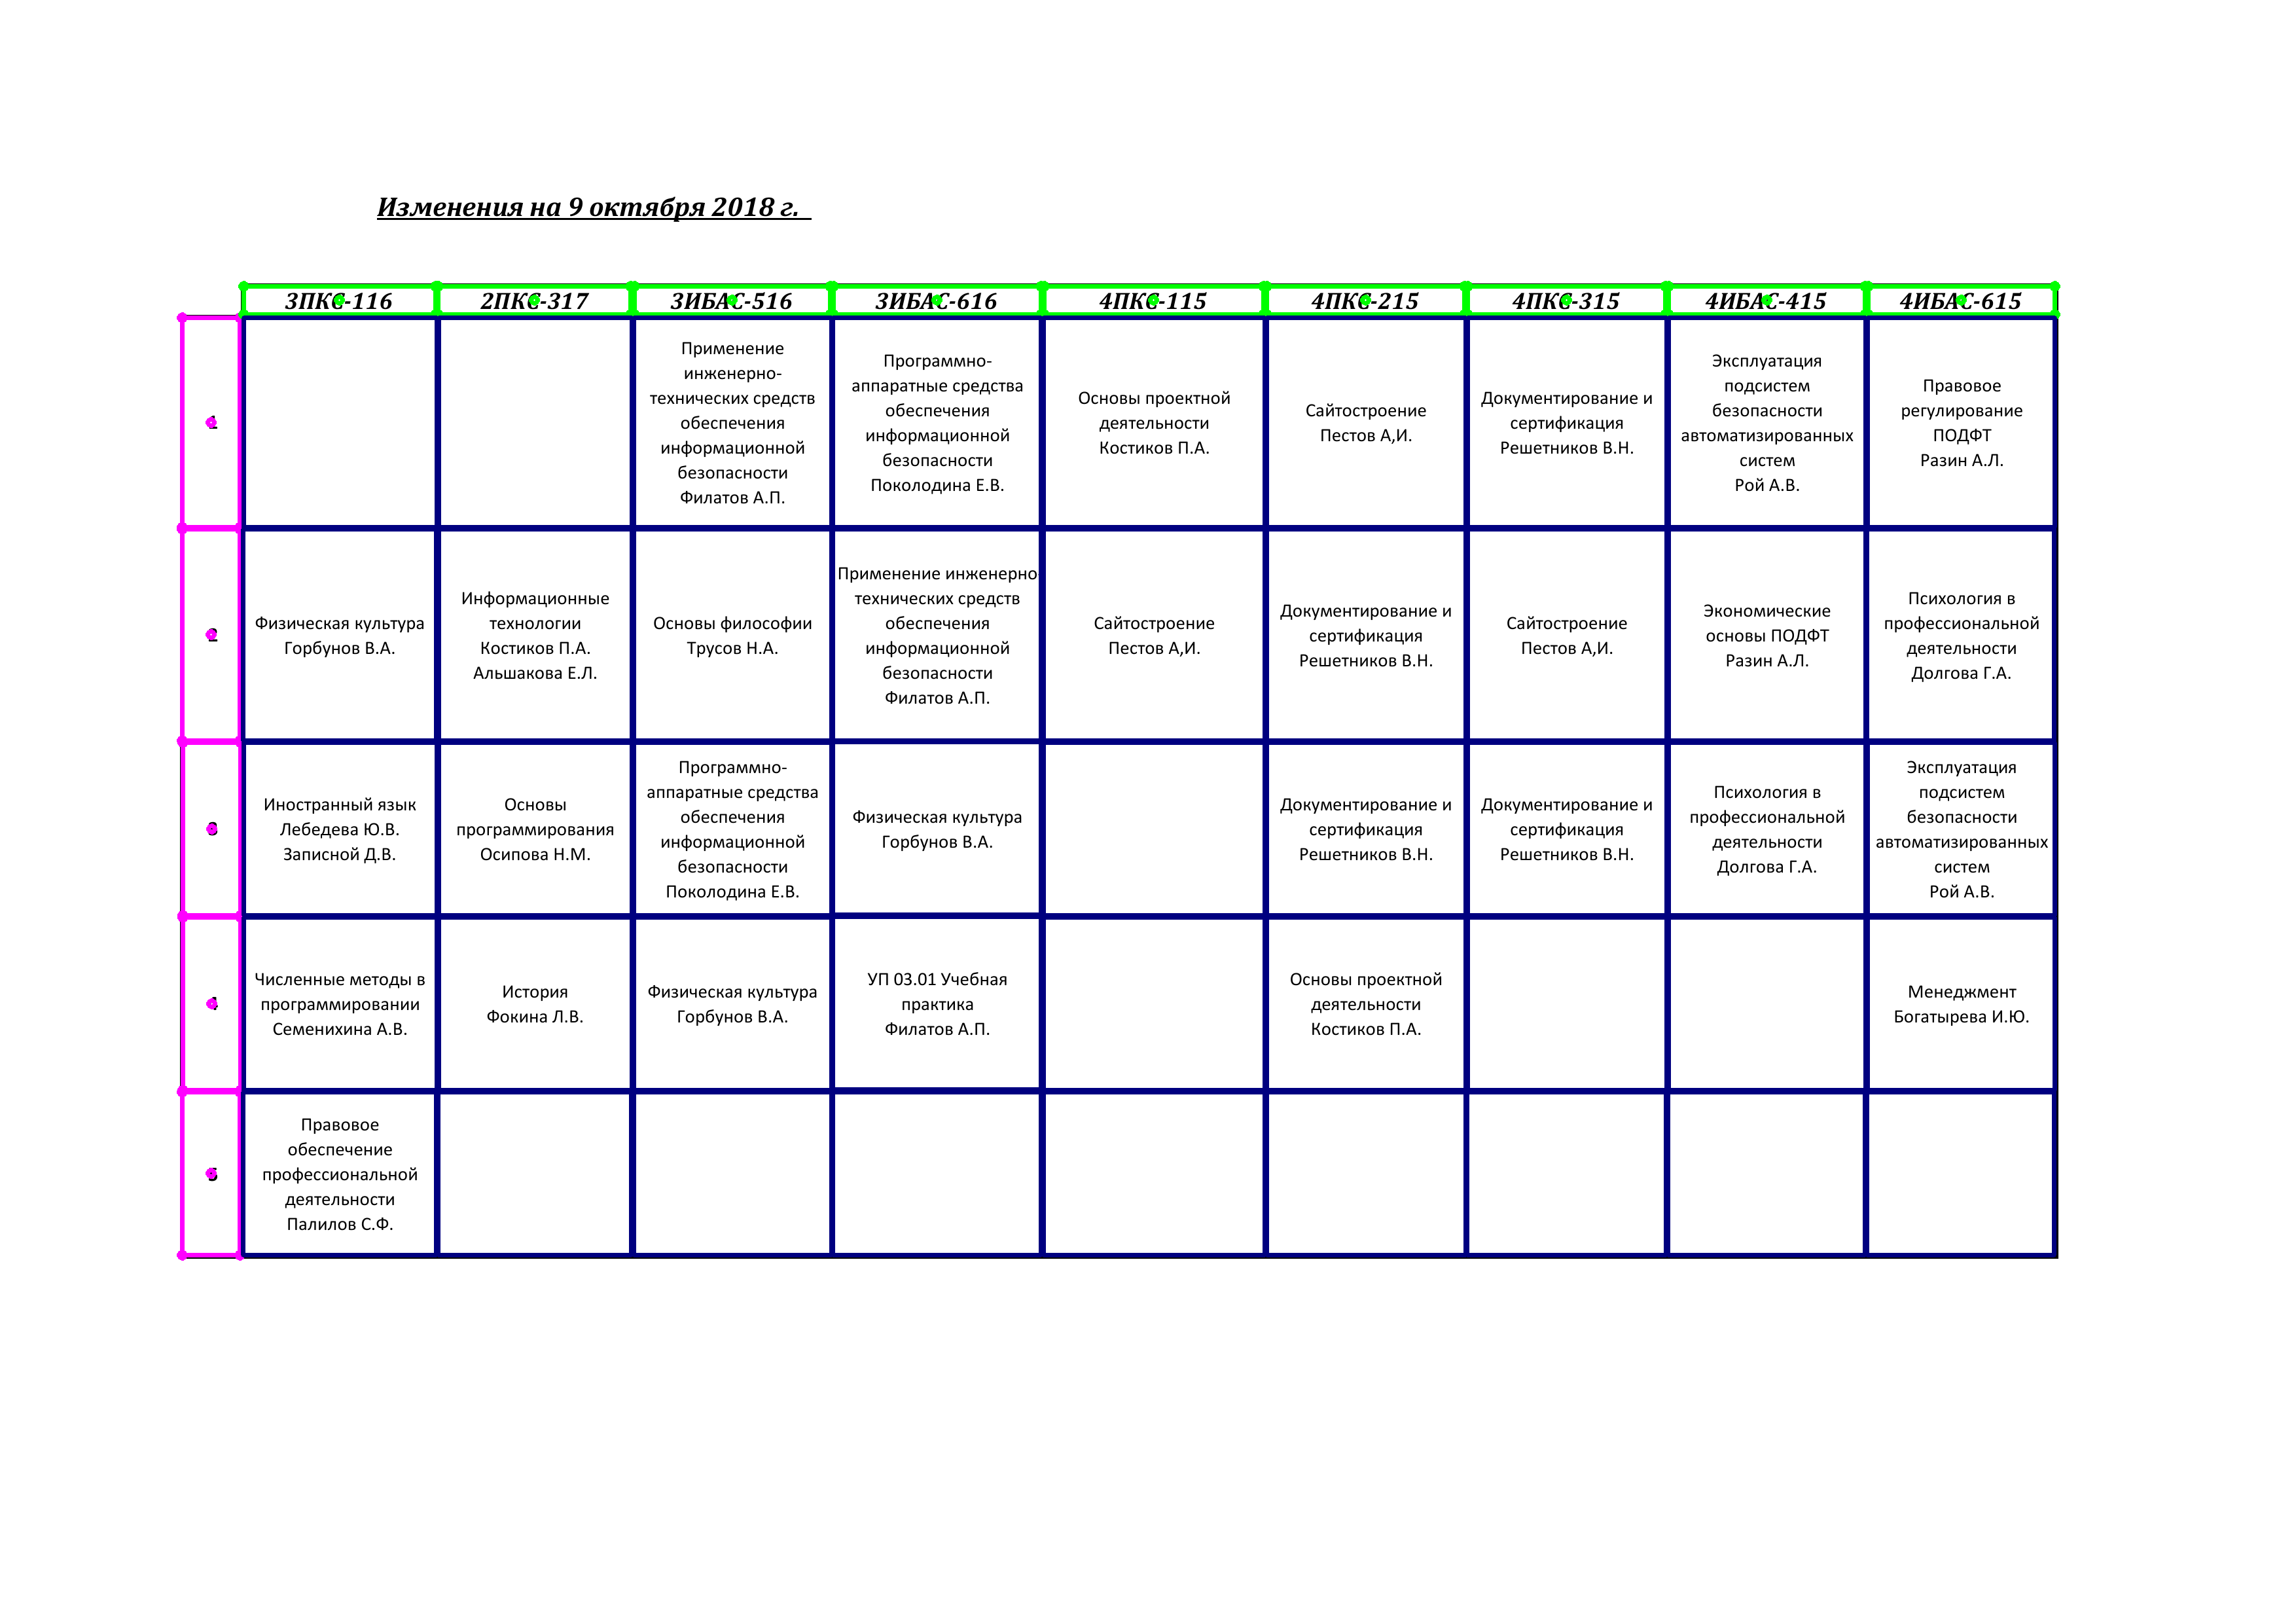 Изменения на 9 октября 2018 г.
3ПКС-116 2ПКС-317 3ИБАС-516 3ИБАС-616 4ПКС-115 4ПКС-215 4ПКС-315 4ИБАС-415 4ИБАС-615
1
Применение
инженерно-
технических средств
обеспечения
информационной
безопасности
Филатов А.П.
Программно-
аппаратные средства
обеспечения
информационной
безопасности
Поколодина Е.В.
Основы проектной
деятельности
Костиков П.А.
Сайтостроение
Пестов А,И.
Документирование и
сертификация
Решетников В.Н.
Эксплуатация
подсистем
безопасности
автоматизированных
систем
Рой А.В.
Правовое
регулирование
ПОДФТ
Разин А.Л.
2
Физическая культура
Горбунов В.А.
Информационные
технологии
Костиков П.А.
Альшакова Е.Л.
Основы философии
Трусов Н.А.
Применение инженерно
технических средств
обеспечения
информационной
безопасности
Филатов А.П.
Сайтостроение
Пестов А,И.
Документирование и
сертификация
Решетников В.Н.
Сайтостроение
Пестов А,И.
Экономические
основы ПОДФТ
Разин А.Л.
Психология в
профессиональной
деятельности
Долгова Г.А.
3
Иностранный язык
Лебедева Ю.В.
Записной Д.В.
Основы
программирования
Осипова Н.М.
Программно-
аппаратные средства
обеспечения
информационной
безопасности
Поколодина Е.В.
Физическая культура
Горбунов В.А.
Документирование и
сертификация
Решетников В.Н.
Документирование и
сертификация
Решетников В.Н.
Психология в
профессиональной
деятельности
Долгова Г.А.
Эксплуатация
подсистем
безопасности
автоматизированных
систем
Рой А.В.
4
Численные методы в
программировании
Семенихина А.В.
История
Фокина Л.В.
Физическая культура
Горбунов В.А.
УП 03.01 Учебная
практика
Филатов А.П.
Основы проектной
деятельности
Костиков П.А.
Менеджмент
Богатырева И.Ю.
5
Правовое
обеспечение
профессиональной
деятельности
Палилов С.Ф.